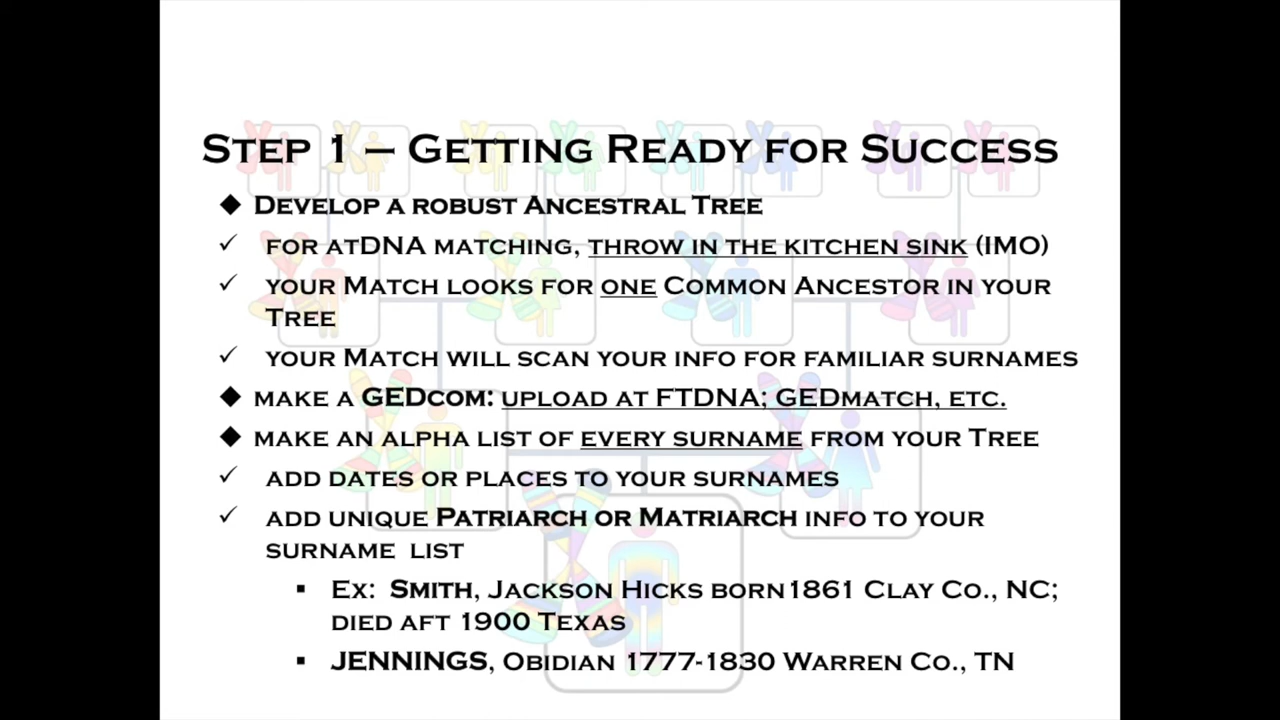 Step 1 – Getting Ready for Success
◆ Develop a robust Ancestral Tree
✓ for atDNA matching, throw in the kitchen sink (IMO)
✓ your Match looks for one Common Ancestor in your
Tree
✓ your Match will scan your info for familiar surnames
◆ make a GEDcom: upload at FTDNA; GEDmatch, etc.
◆ make an alpha list of every surname from your Tree
✓ add dates or places to your surnames
✓ add unique Patriarch or Matriarch info to your
surname list
▪ Ex: Smith, Jackson Hicks born1861 Clay Co., NC;
died aft 1900 Texas
▪ JENNINGS, Obidian 1777-1830 Warren Co., TN